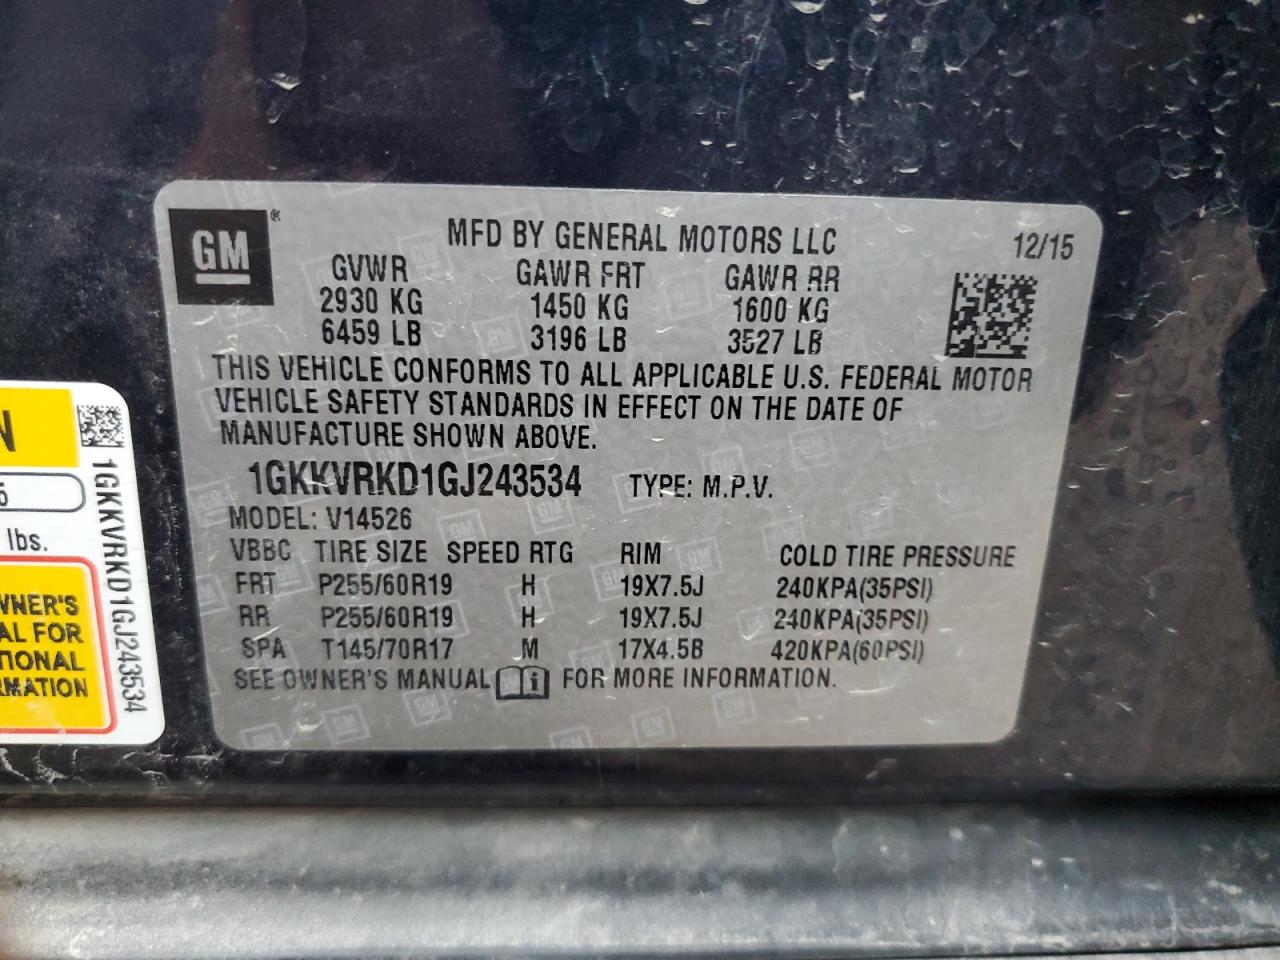 GM ®
MFD BY GENERAL MOTORS LLC 12/15
GVWR GAWR FRT GAWR RR
2930 KG 1450 KG 1600 KG
6459 LB 3196 LB 3527 LB
THIS VEHICLE CONFORMS TO ALL APPLICABLE U.S. FEDERAL MOTOR
VEHICLE SAFETY STANDARDS IN EFFECT ON THE DATE OF
MANUFACTURE SHOWN ABOVE.
1GKKVRKD1GJ243534 TYPE: M.P.V.
MODEL: V14526
VBBC TIRE SIZE SPEED RTG RIM COLD TIRE PRESSURE
FRT P255/60R19 H 19X7.5J 240KPA(35PSI)
RR P255/60R19 H 19X7.5J 240KPA(35PSI)
SPA T145/70R17 M 17X4.5B 420KPA(60PSI)
SEE OWNER'S MANUAL i FOR MORE INFORMATION.
N
lbs.
WNER'S
AL FOR
TIONAL
RMATION
1GKKVRKD1GJ243534